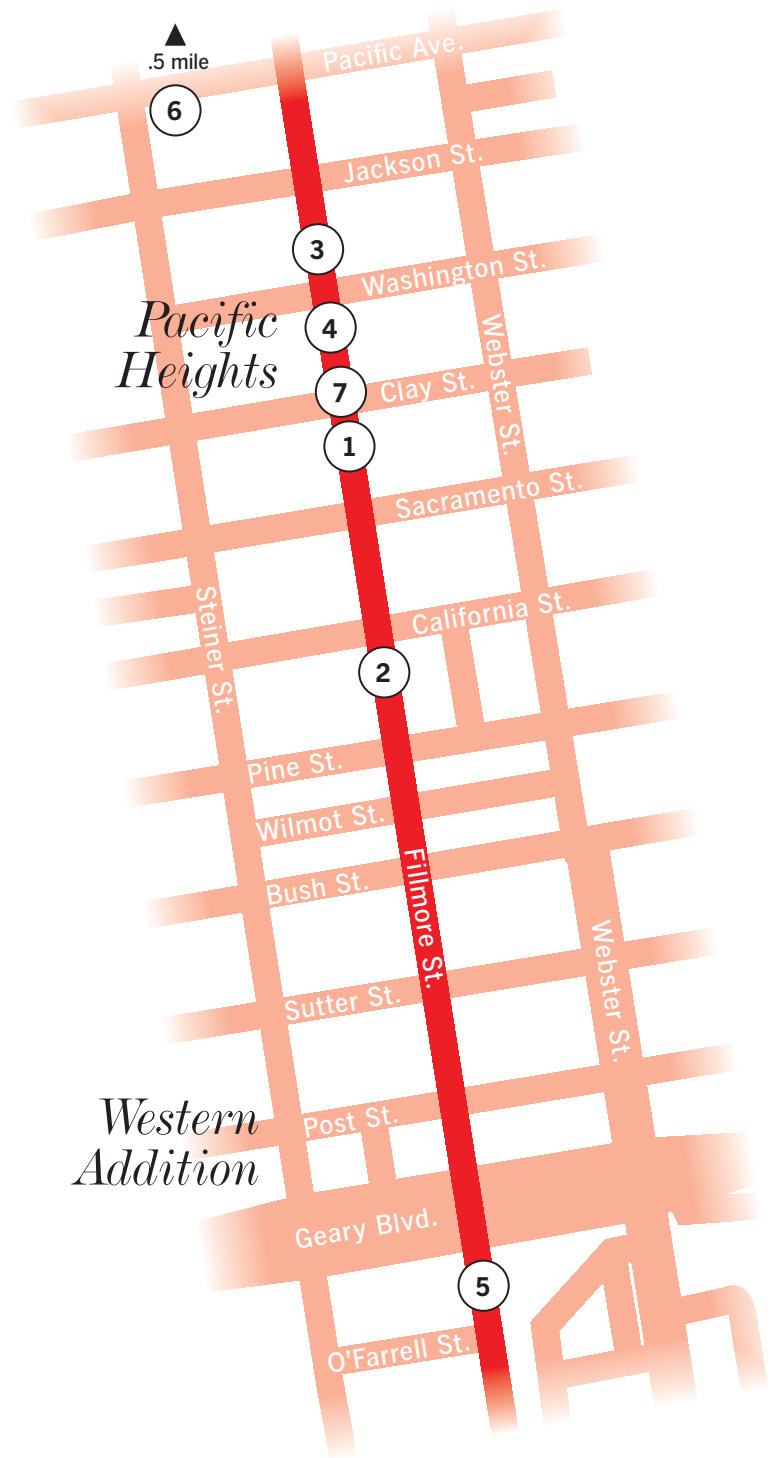 .5 mile
6
Pacific Ave.
Jackson St.
3
Washington St.
Pacific
Heights
4
Webster St.
7
Clay St.
1
Sacramento St.
Steiner St.
California St.
2
Pine St.
Wilmot St.
Fillmore St.
Bush St.
Webster St.
Sutter St.
Western
Addition
Post St.
Geary Blvd.
5
O'Farrell St.